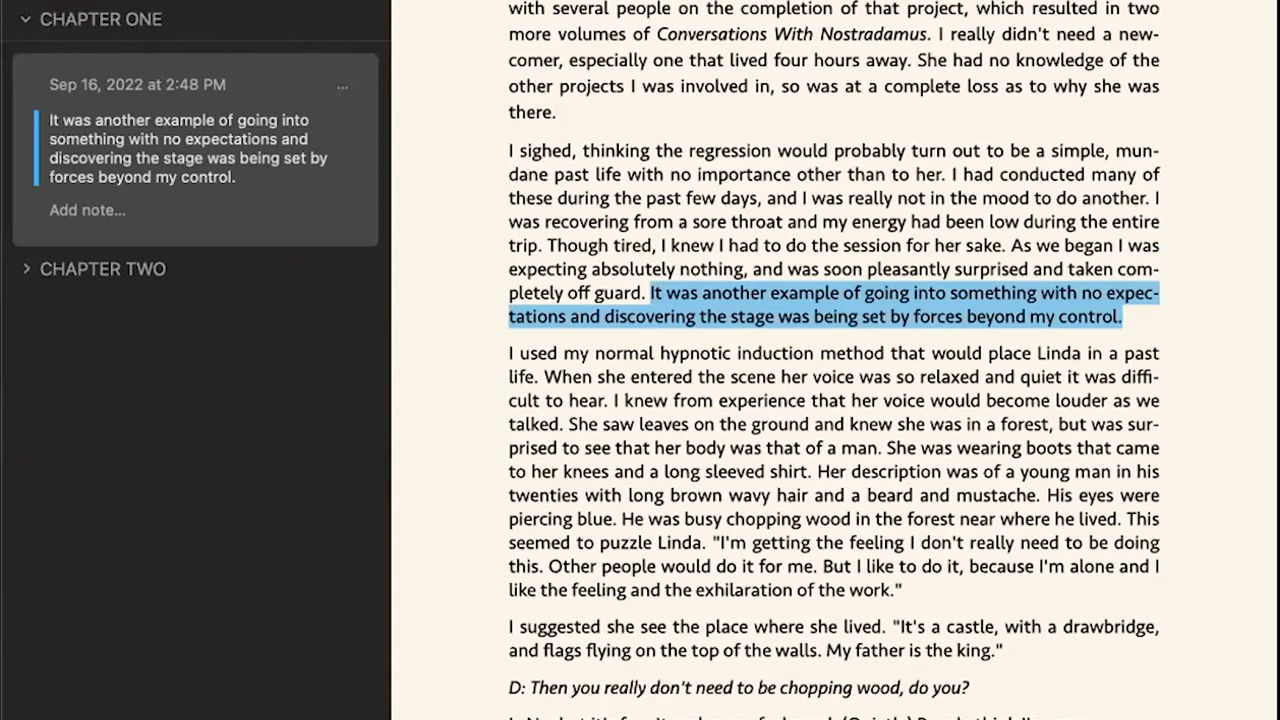 CHAPTER ONE
Sep 16, 2022 at 2:48 PM
...
It was another example of going into
something with no expectations and
discovering the stage was being set by
forces beyond my control.
Add note...
CHAPTER TWO
with several people on the completion of that project, which resulted in two
more volumes of Conversations With Nostradamus. I really didn't need a new-
comer, especially one that lived four hours away. She had no knowledge of the
other projects I was involved in, so was at a complete loss as to why she was
there.
I sighed, thinking the regression would probably turn out to be a simple, mun-
dane past life with no importance other than to her. I had conducted many of
these during the past few days, and I was really not in the mood to do another. I
was recovering from a sore throat and my energy had been low during the entire
trip. Though tired, I knew I had to do the session for her sake. As we began I was
expecting absolutely nothing, and was soon pleasantly surprised and taken com-
pletely off guard. It was another example of going into something with no expec-
tations and discovering the stage was being set by forces beyond my control.
I used my normal hypnotic induction method that would place Linda in a past
life. When she entered the scene her voice was so relaxed and quiet it was diffi-
cult to hear. I knew from experience that her voice would become louder as we
talked. She saw leaves on the ground and knew she was in a forest, but was sur-
prised to see that her body was that of a man. She was wearing boots that came
to her knees and a long sleeved shirt. Her description was of a young man in his
twenties with long brown wavy hair and a beard and mustache. His eyes were
piercing blue. He was busy chopping wood in the forest near where he lived. This
seemed to puzzle Linda. "I'm getting the feeling I don't really need to be doing
this. Other people would do it for me. But I like to do it, because I'm alone and I
like the feeling and the exhilaration of the work."
I suggested she see the place where she lived. "It's a castle, with a drawbridge,
and flags flying on the top of the walls. My father is the king."
D: Then you really don't need to be chopping wood, do you?